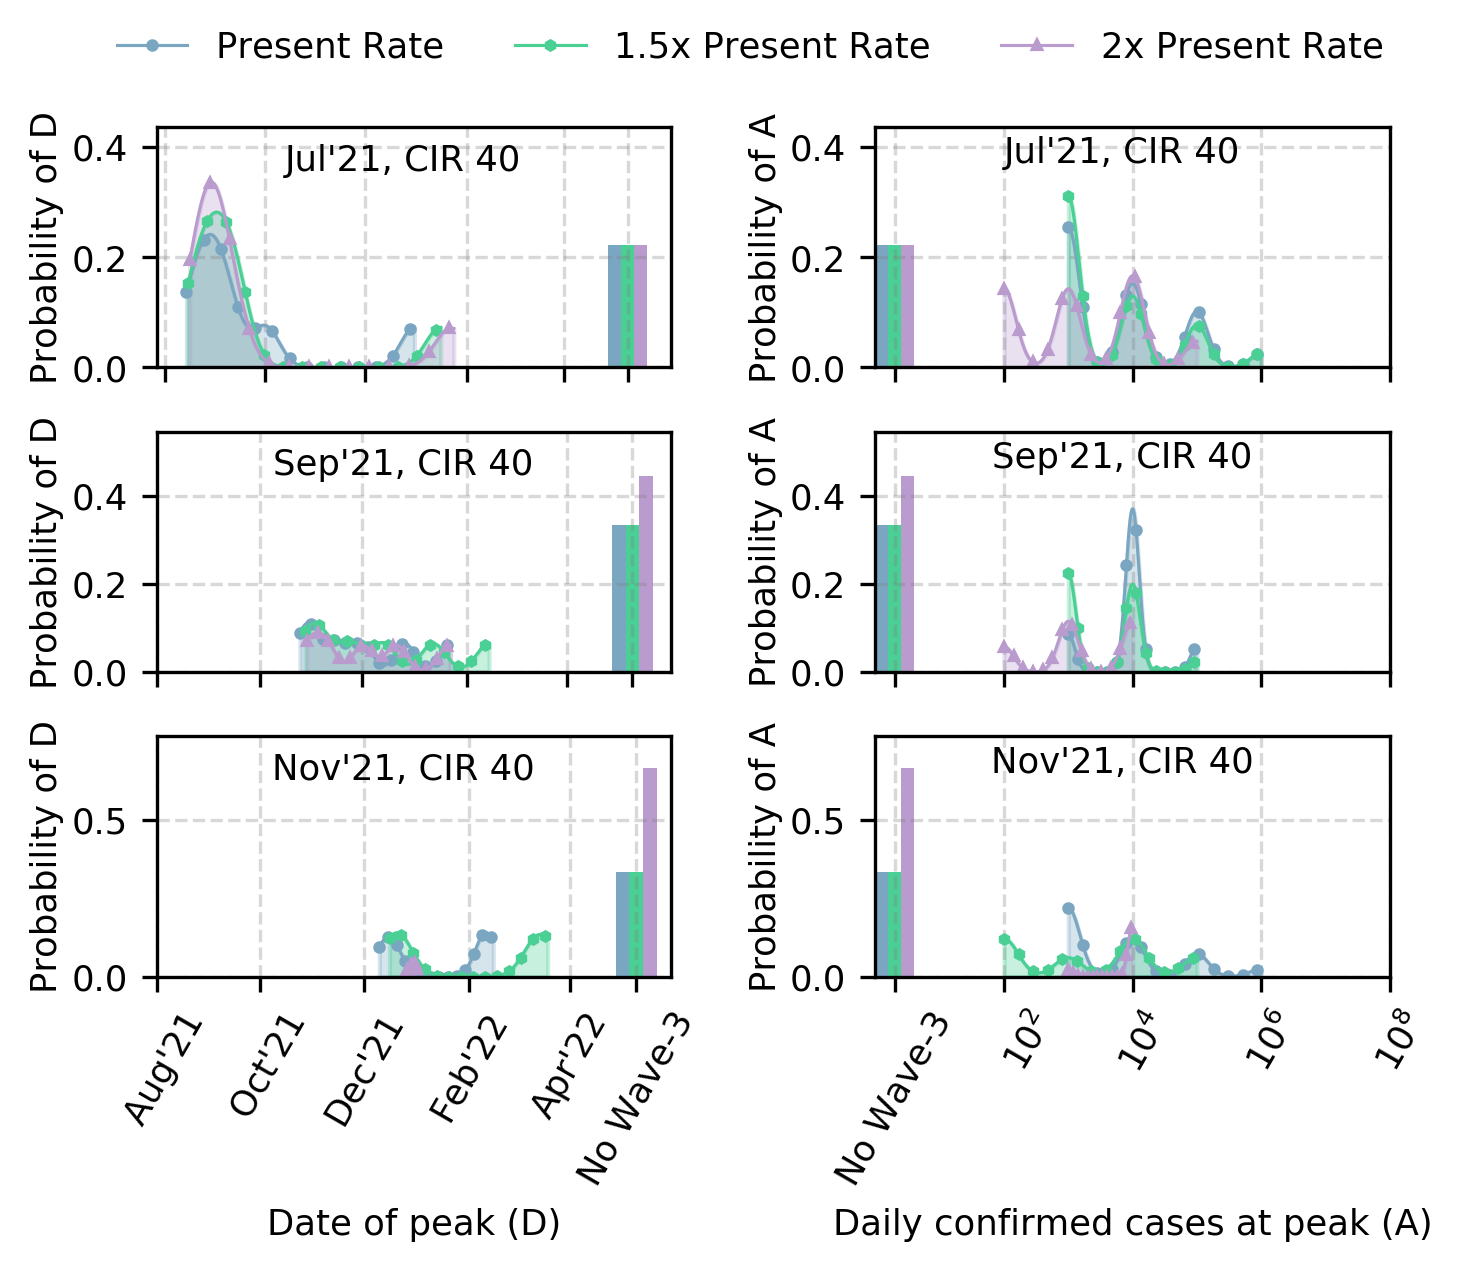 Present Rate 1.5x Present Rate 2x Present Rate
Probability of D
0.4
0.2
0.0
Jul'21, CIR 40
Probability of A
0.4
0.2
0.0
Jul'21, CIR 40
Probability of D
0.4
0.2
0.0
Sep'21, CIR 40
Probability of A
0.4
0.2
0.0
Sep'21, CIR 40
Probability of D
0.5
0.0
Nov'21, CIR 40
Probability of A
0.5
0.0
Nov'21, CIR 40
Aug'21 Oct'21 Dec'21 Feb'22 Apr'22 No Wave-3
No Wave-3 10² 10⁴ 10⁶ 10⁸
Date of peak (D)
Daily confirmed cases at peak (A)